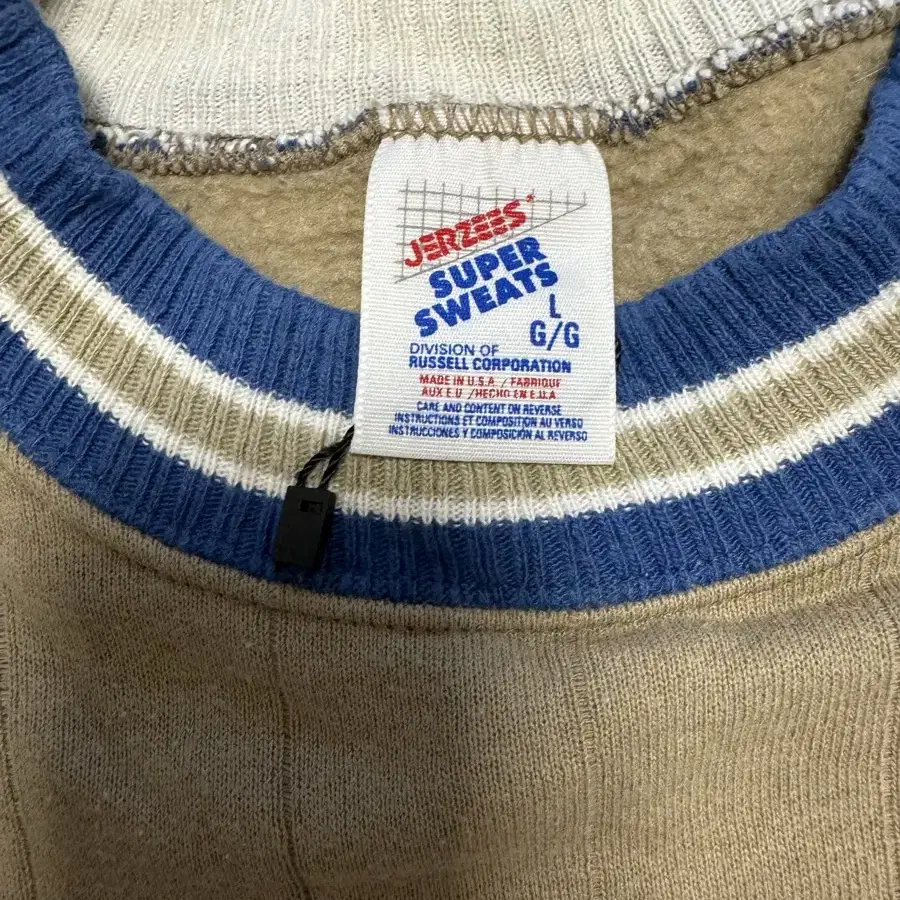 JERZEES
SUPER
SWEATS
L
G/G
DIVISION OF
RUSSELL CORPORATION
MADE IN U.S.A. / FABRIQUE
AUX E.U. / HECHO EN E.U.A.
CARE AND CONTENT ON REVERSE
INSTRUCTIONS ET COMPOSITION AU VERSO
INSTRUCCIONES Y COMPOSICIÓN AL REVERSO